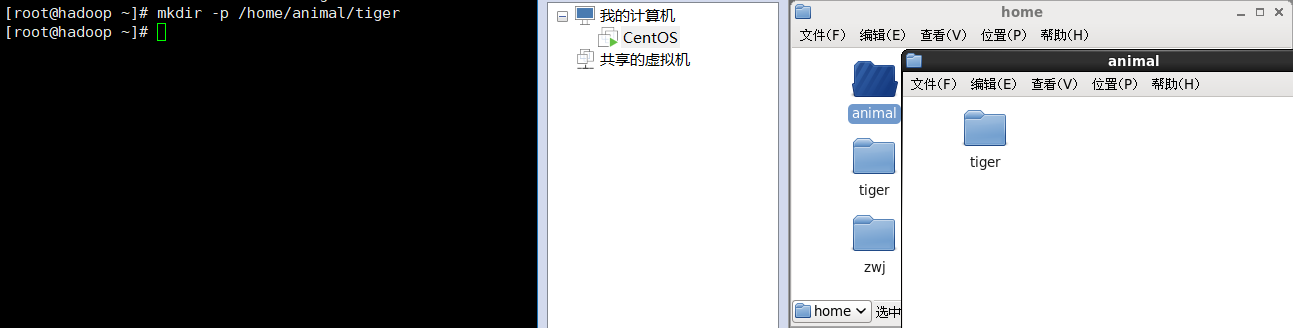 [root@hadoop ~]# mkdir -p /home/animal/tiger
[root@hadoop ~]#
我的计算机
CentOS
共享的虚拟机
home
文件(F) 编辑(E) 查看(V) 位置(P) 帮助(H)
animal
tiger
zwj
home
选中
animal
文件(F) 编辑(E) 查看(V) 位置(P) 帮助(H)
tiger